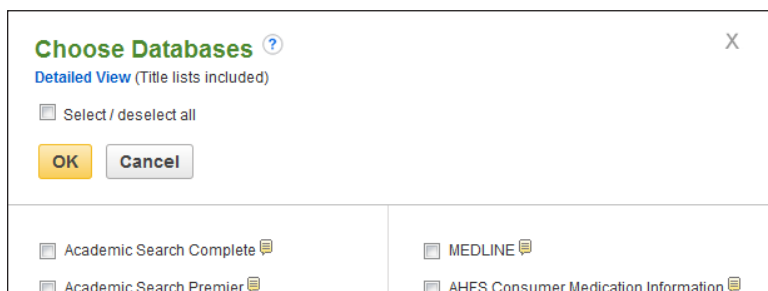 Choose Databases ?
X
Detailed View (Title lists included)
Select / deselect all
OK Cancel
Academic Search Complete
MEDLINE
Academic Search Premier
AHFS Consumer Medication Information